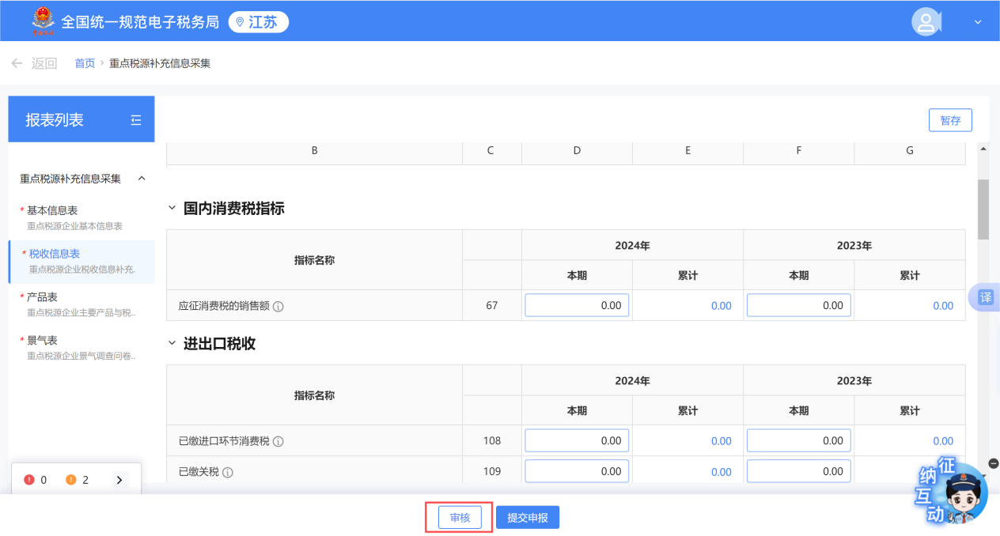 全国统一规范电子税务局 江苏
返回 首页 › 重点税源补充信息采集
报表列表
暂存
B C D E F G
重点税源补充信息采集
* 基本信息表
重点税源企业基本信息表
* 税收信息表
重点税源企业税收信息补充.
* 产品表
重点税源企业主要产品与税..
* 景气表
重点税源企业景气调查问卷..
国内消费税指标
指标名称 2024年 2023年
本期 累计 本期 累计
应征消费税的销售额 67 0.00 0.00 0.00 0.00
译
进出口税收
指标名称 2024年 2023年
本期 累计 本期 累计
已缴进口环节消费税 108 0.00 0.00 0.00 0.00
已缴关税 109 0.00 0.00 0.00
0 2
征纳互动
审核 提交申报